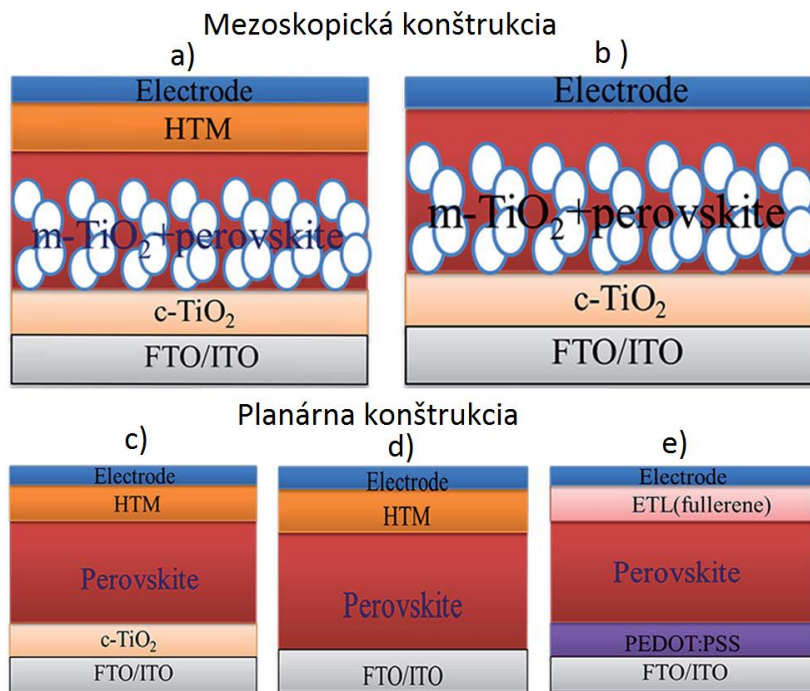 Mezoskopická konštrukcia
a)
Electrode
HTM
m-TiO₂+perovskite
c-TiO₂
FTO/ITO
b )
Electrode
m-TiO₂+perovskite
c-TiO₂
FTO/ITO
Planárna konštrukcia
c)
Electrode
HTM
Perovskite
c-TiO₂
FTO/ITO
d)
Electrode
HTM
Perovskite
FTO/ITO
e)
Electrode
ETL(fullerene)
Perovskite
PEDOT:PSS
FTO/ITO